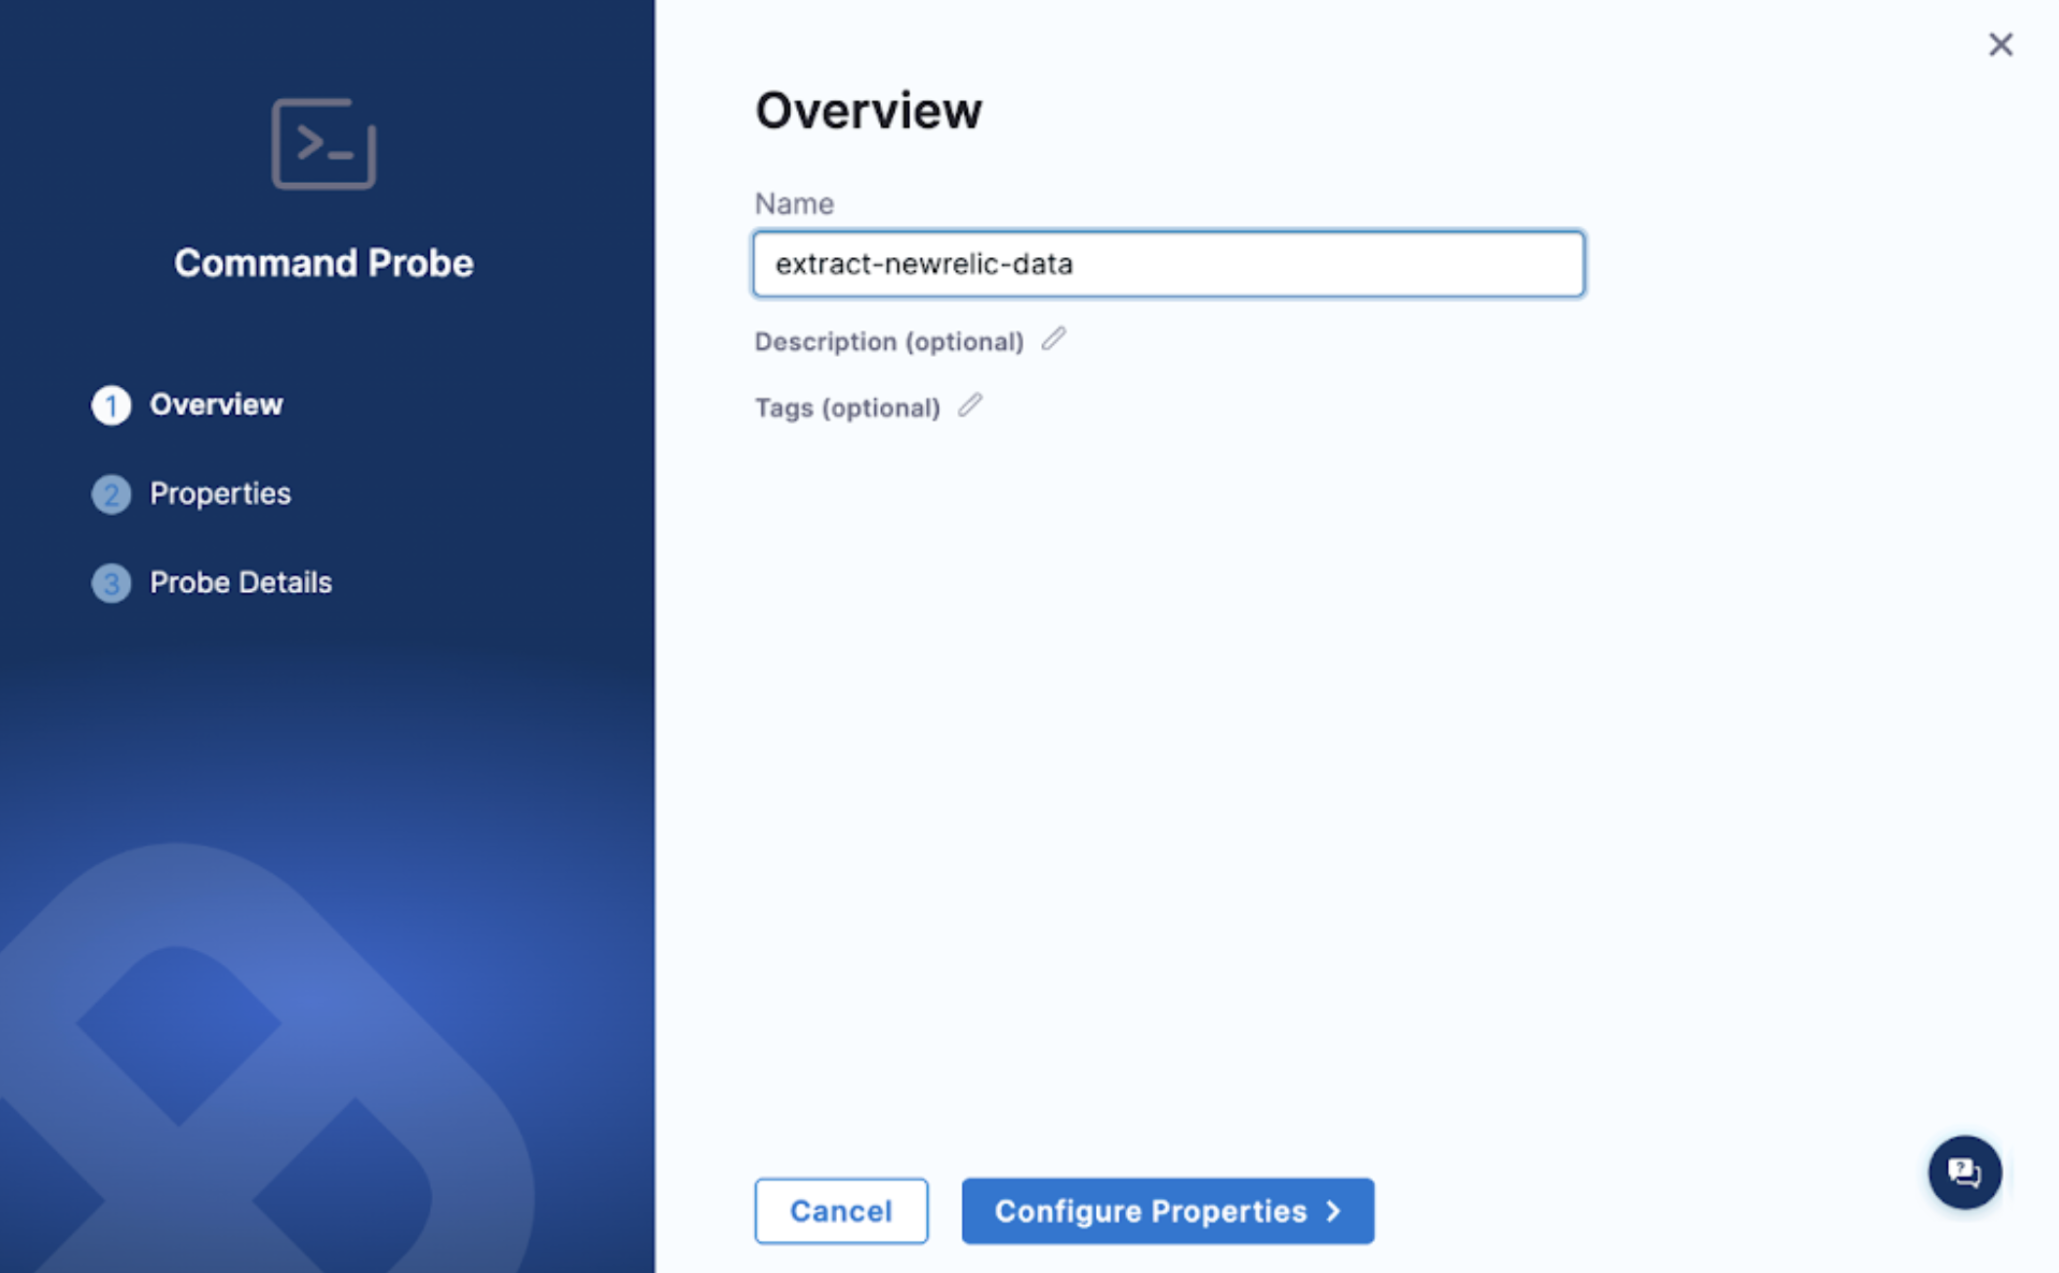 Command Probe
1 Overview
2 Properties
3 Probe Details
Overview
Name
extract-newrelic-data
Description (optional)
Tags (optional)
Cancel
Configure Properties
?